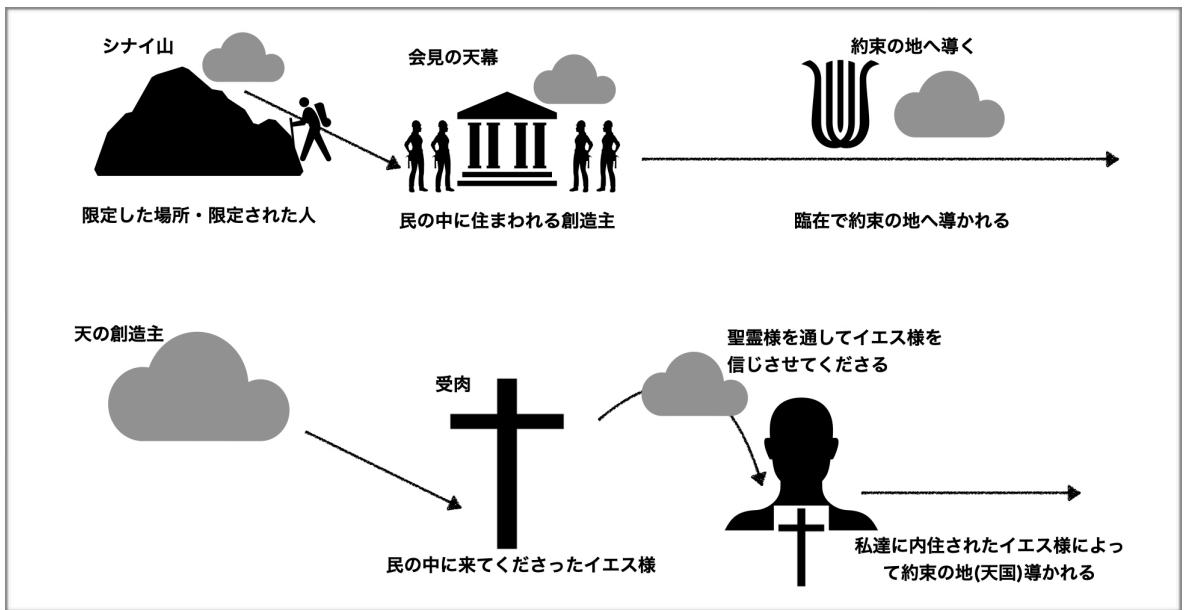 シナイ山
会見の天幕
約束の地へ導く
限定した場所・限定された人
民の中に住まわれる創造主
臨在で約束の地へ導かれる
天の創造主
受肉
聖霊様を通してイエス様を
信じさせてくださる
民の中に来てくださったイエス様
私達に内住されたイエス様によっ
て約束の地(天国)導かれる